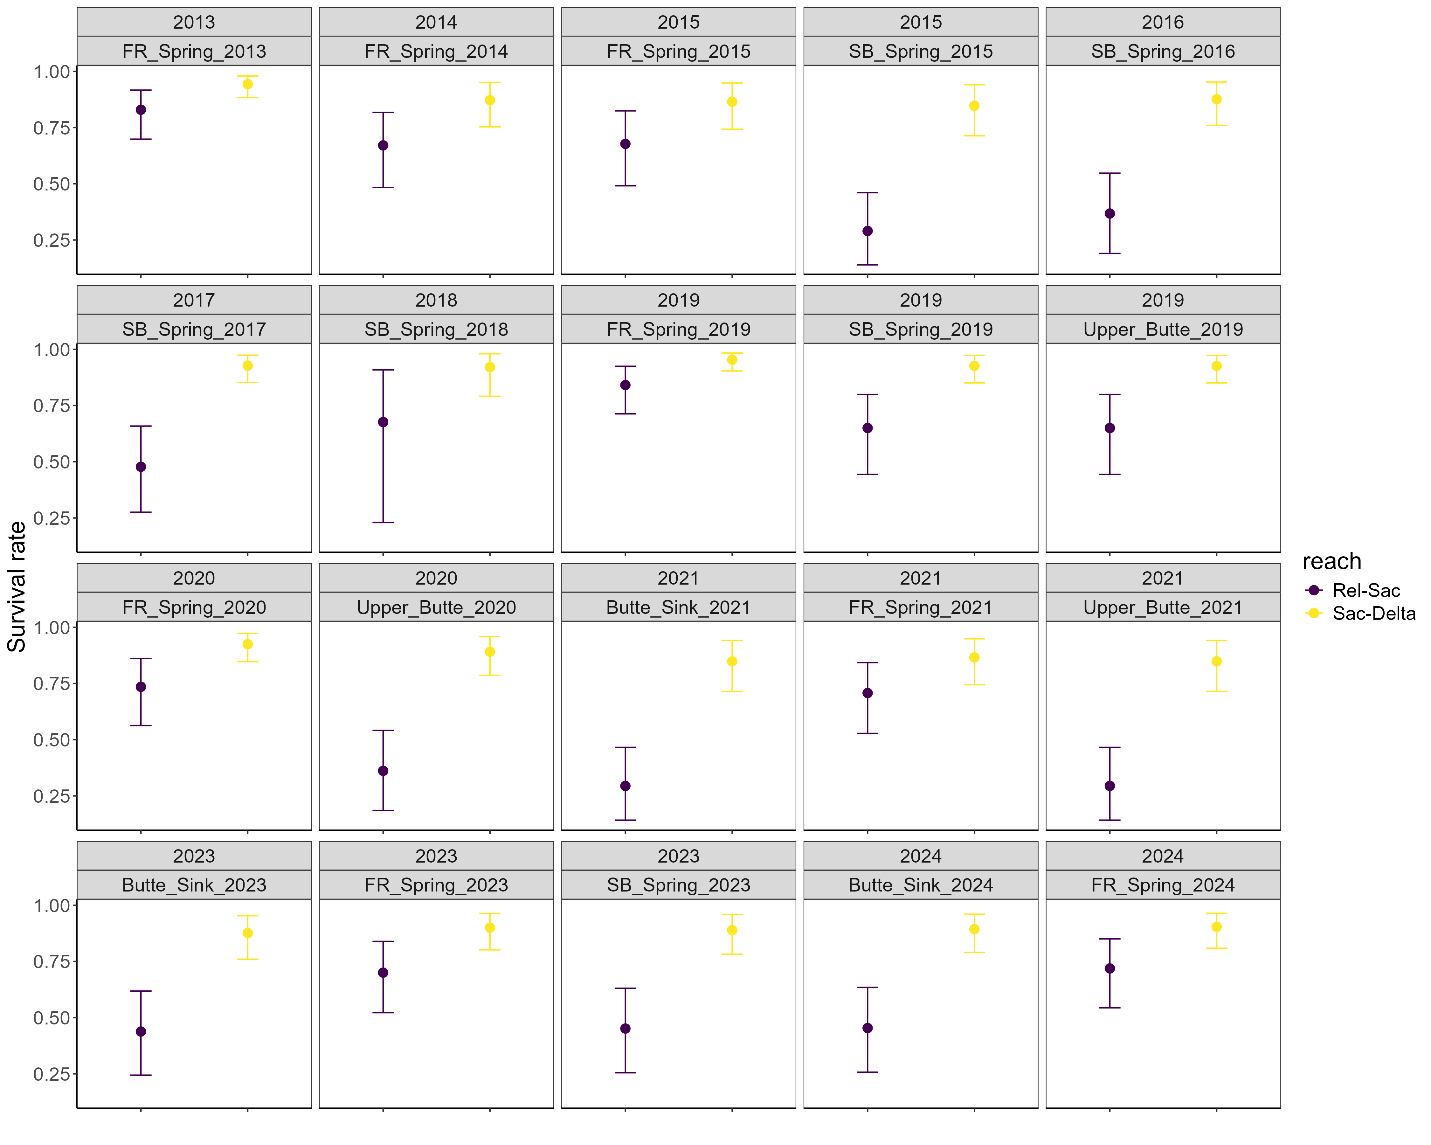 2013 2014 2015 2015 2016
FR_Spring_2013 FR_Spring_2014 FR_Spring_2015 SB_Spring_2015 SB_Spring_2016
1.00
0.75
0.50
0.25
2017 2018 2019 2019 2019
SB_Spring_2017 SB_Spring_2018 FR_Spring_2019 SB_Spring_2019 Upper_Butte_2019
1.00
0.75
0.50
0.25
Survival rate
reach
Rel-Sac
Sac-Delta
2020 2020 2021 2021 2021
FR_Spring_2020 Upper_Butte_2020 Butte_Sink_2021 FR_Spring_2021 Upper_Butte_2021
1.00
0.75
0.50
0.25
2023 2023 2023 2024 2024
Butte_Sink_2023 FR_Spring_2023 SB_Spring_2023 Butte_Sink_2024 FR_Spring_2024
1.00
0.75
0.50
0.25